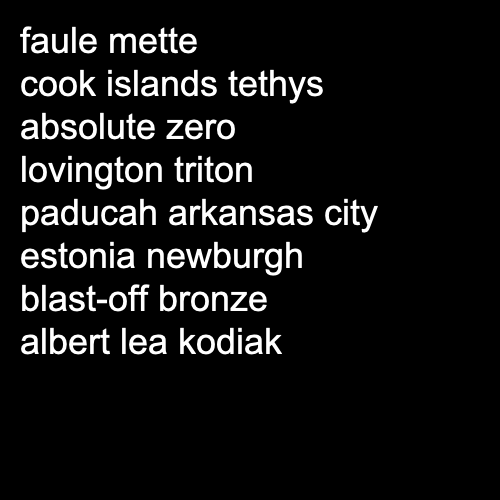 faule mette
cook islands tethys
absolute zero
lovington triton
paducah arkansas city
estonia newburgh
blast-off bronze
albert lea kodiak